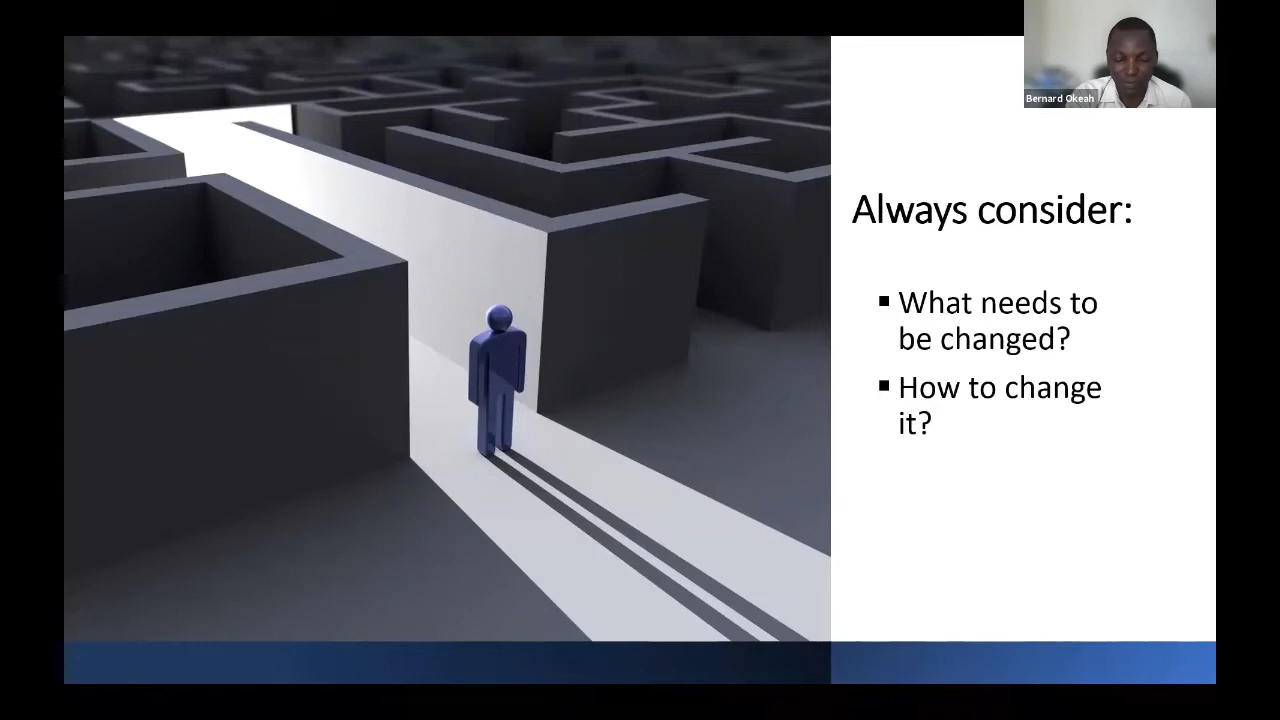 Bernard Okeah
Always consider:
▪ What needs to
be changed?
▪ How to change
it?